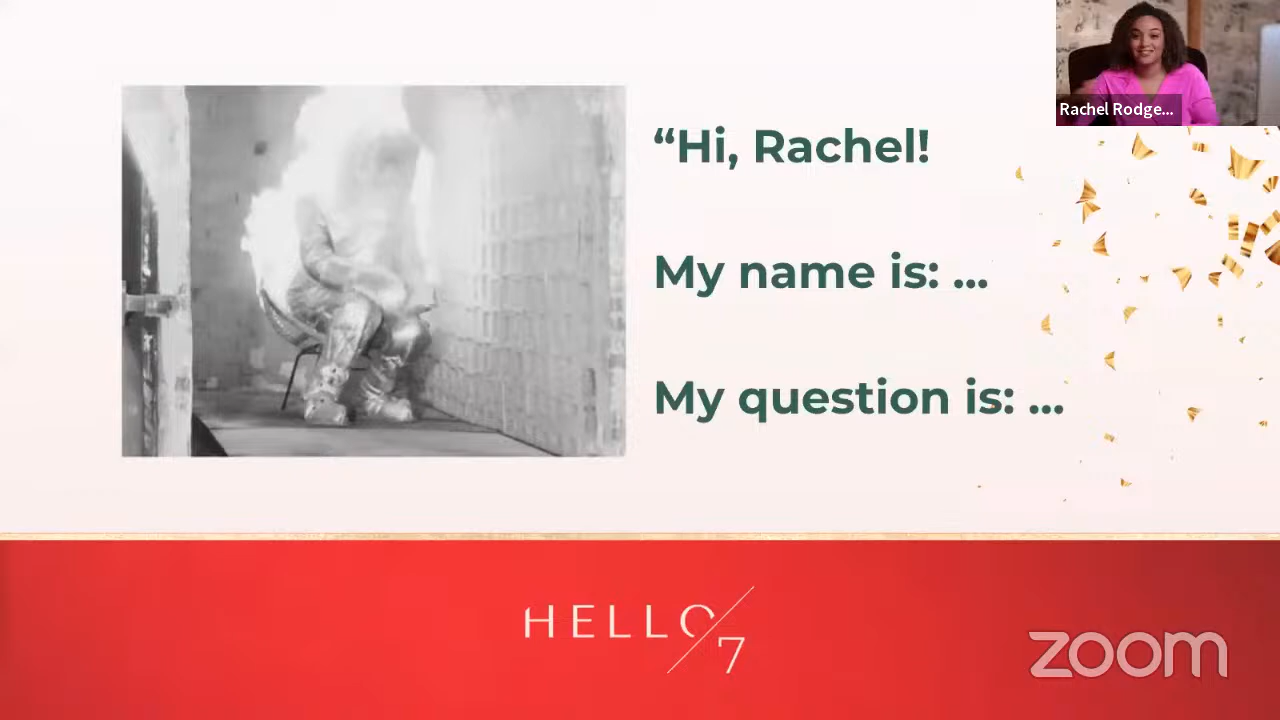 Rachel Rodge...
“Hi, Rachel!
My name is: ...
My question is: ...
HELLO
7
zoom